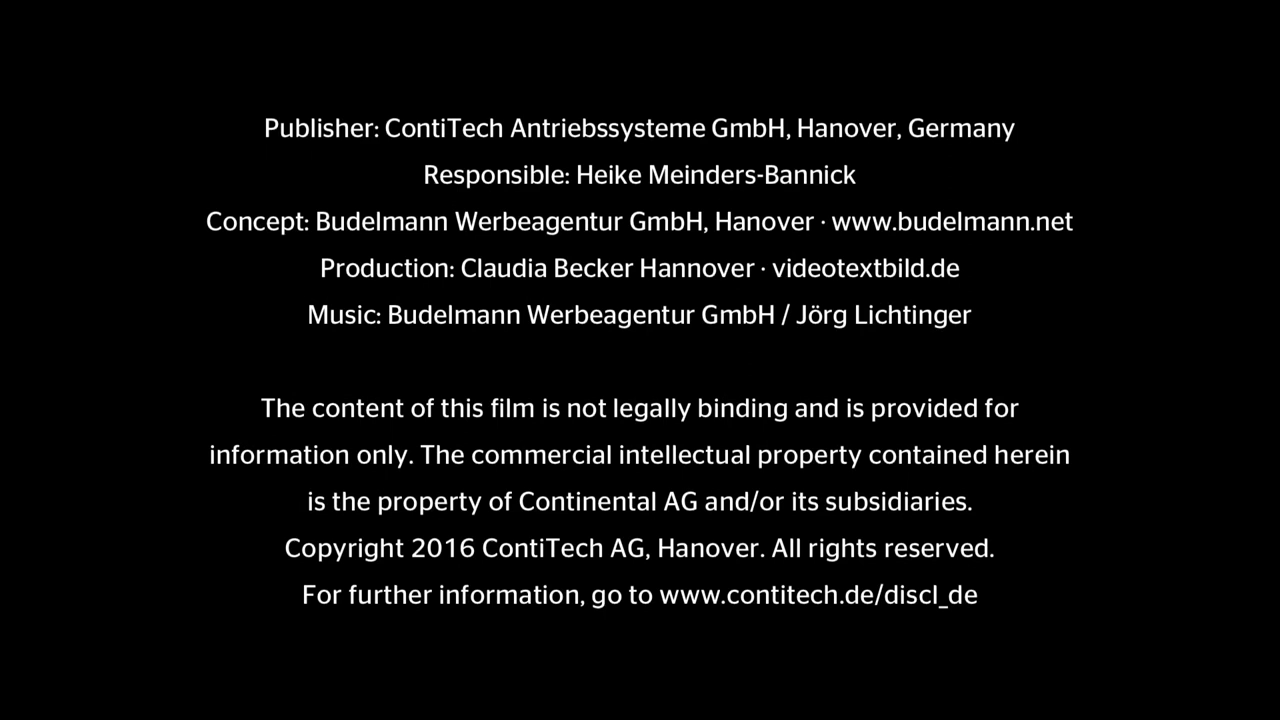 Publisher: ContiTech Antriebssysteme GmbH, Hanover, Germany
Responsible: Heike Meinders-Bannick
Concept: Budelmann Werbeagentur GmbH, Hanover · www.budelmann.net
Production: Claudia Becker Hannover · videotextbild.de
Music: Budelmann Werbeagentur GmbH / Jörg Lichtinger
The content of this film is not legally binding and is provided for
information only. The commercial intellectual property contained herein
is the property of Continental AG and/or its subsidiaries.
Copyright 2016 ContiTech AG, Hanover. All rights reserved.
For further information, go to www.contitech.de/discl_de